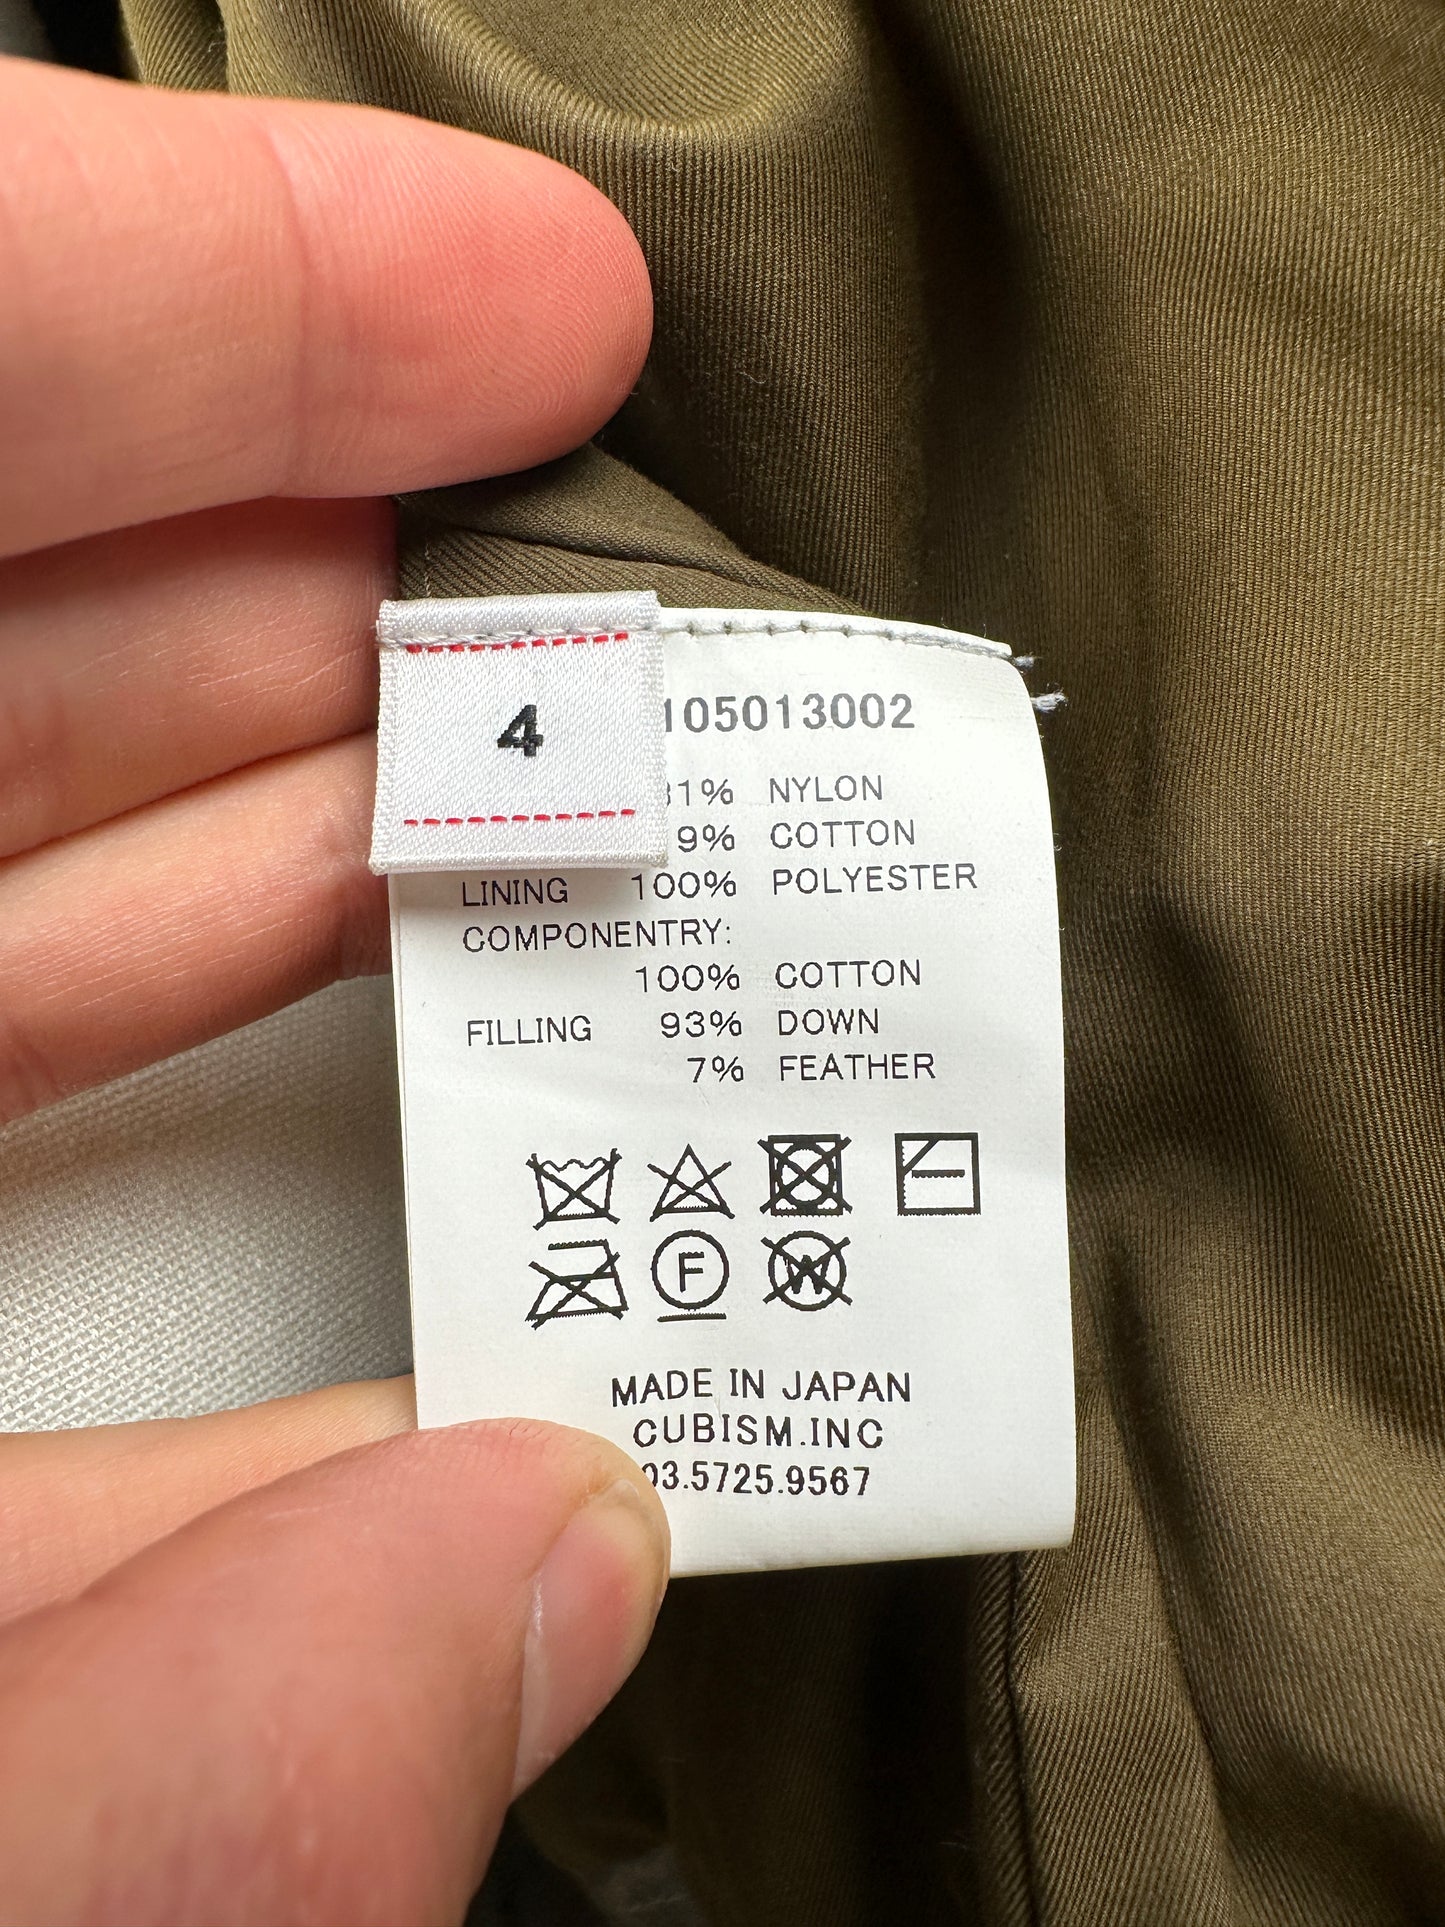 4
105013002
1% NYLON
9% COTTON
LINING 100% POLYESTER
COMPONENTRY:
100% COTTON
FILLING 93% DOWN
7% FEATHER
F W
MADE IN JAPAN
CUBISM.INC
03.5725.9567